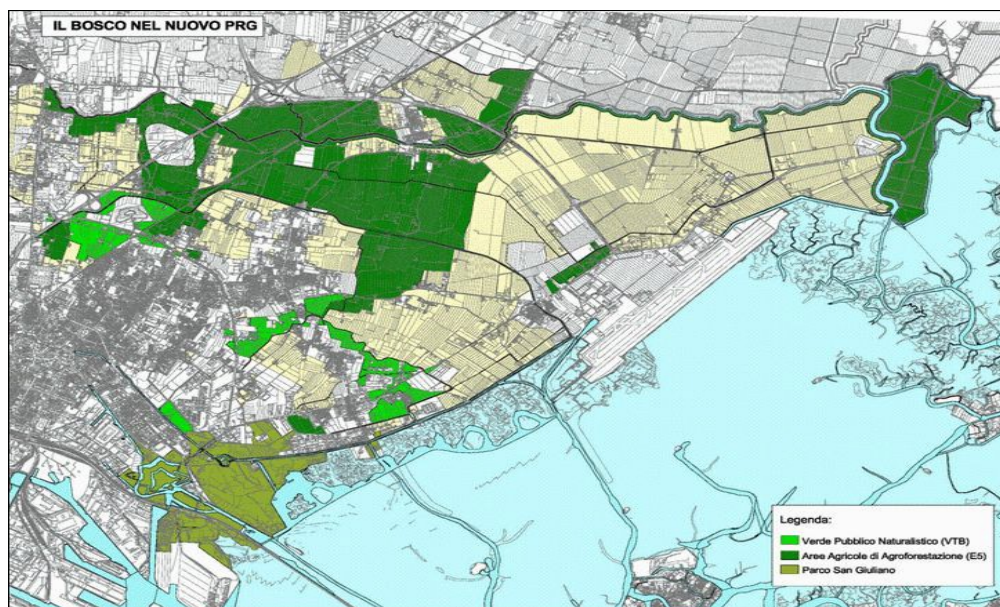 IL BOSCO NEL NUOVO PRG
Legenda:
Verde Pubblico Naturalistico (VTB)
Aree Agricole di Agroforestazione (E5)
Parco San Giuliano